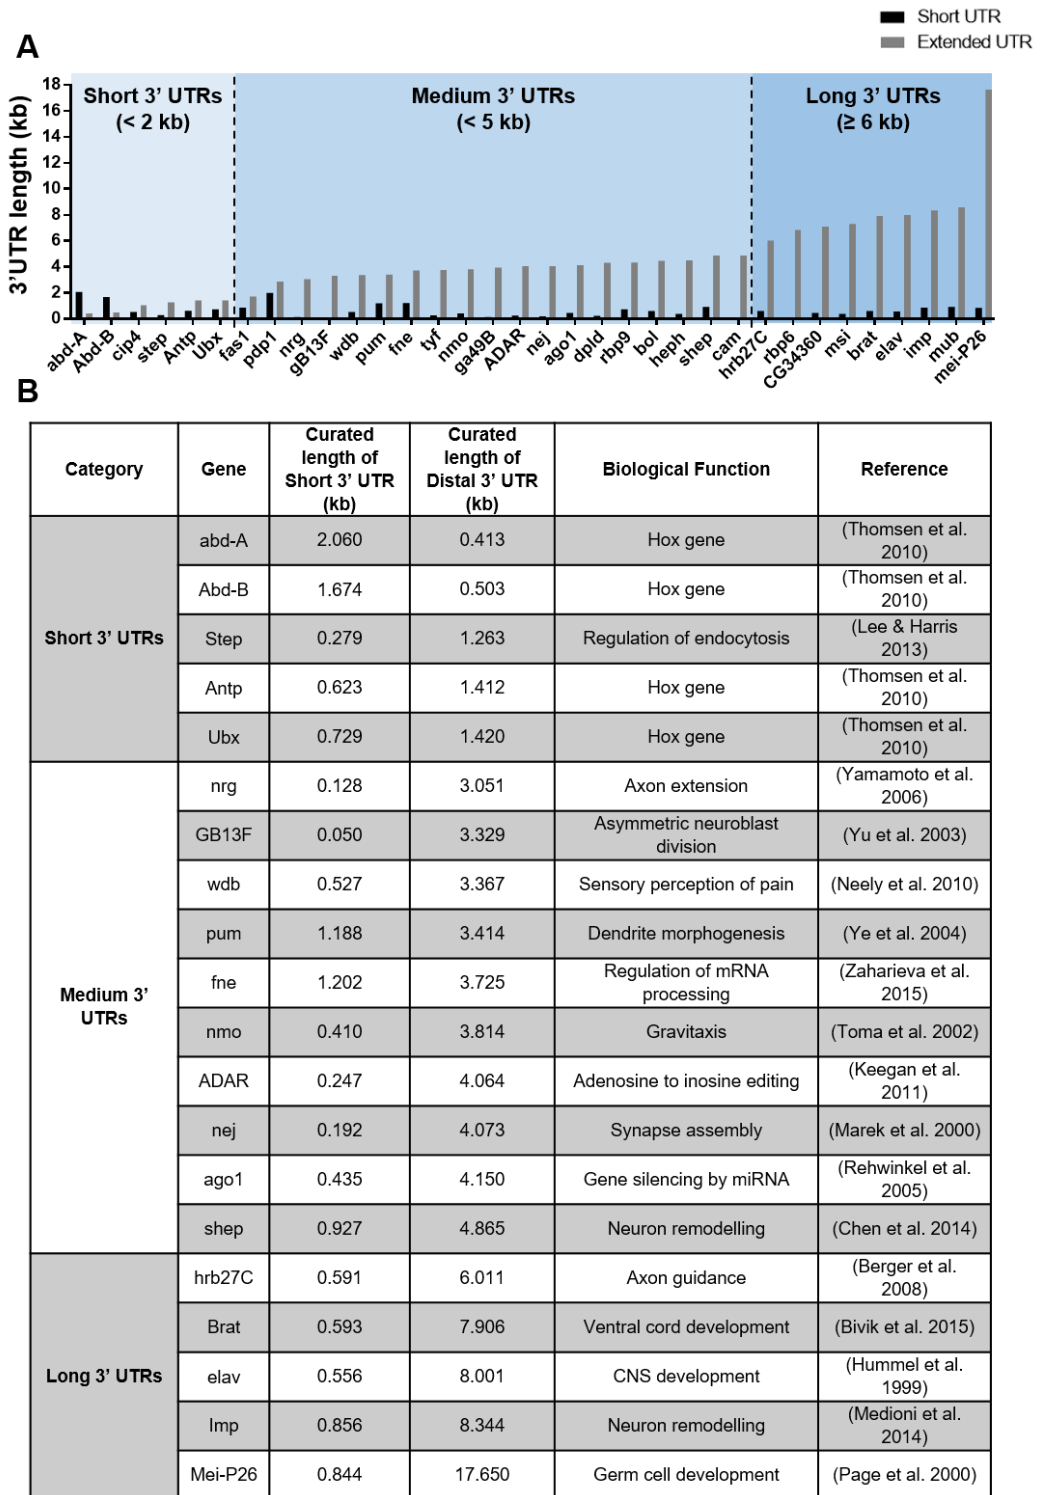 Short UTR
Extended UTR
A
3'UTR length (kb)
18
16
14
12
10
8
6
4
2
0
Short 3' UTRs
(< 2 kb)
Medium 3' UTRs
(< 5 kb)
Long 3' UTRs
(≥ 6 kb)
abd-A
Abd-B
cip4
step
Antp
Ubx
fas1
pdp1
nrg
gB13F
wdb
pum
fne
tyf
nmo
ga49B
ADAR
nej
ago1
dpld
rbp9
bol
heph
shep
cam
hrb27C
rbp6
CG34360
msi
brat
elav
imp
mub
mei-P26
B
Category
Gene
Curated
length of
Short 3' UTR
(kb)
Curated
length of
Distal 3' UTR
(kb)
Biological Function
Reference
Short 3' UTRs
abd-A
2.060
0.413
Hox gene
(Thomsen et al.
2010)
Abd-B
1.674
0.503
Hox gene
(Thomsen et al.
2010)
Step
0.279
1.263
Regulation of endocytosis
(Lee & Harris
2013)
Antp
0.623
1.412
Hox gene
(Thomsen et al.
2010)
Ubx
0.729
1.420
Hox gene
(Thomsen et al.
2010)
Medium 3'
UTRs
nrg
0.128
3.051
Axon extension
(Yamamoto et al.
2006)
GB13F
0.050
3.329
Asymmetric neuroblast
division
(Yu et al. 2003)
wdb
0.527
3.367
Sensory perception of pain
(Neely et al. 2010)
pum
1.188
3.414
Dendrite morphogenesis
(Ye et al. 2004)
fne
1.202
3.725
Regulation of mRNA
processing
(Zaharieva et al.
2015)
nmo
0.410
3.814
Gravitaxis
(Toma et al. 2002)
ADAR
0.247
4.064
Adenosine to inosine editing
(Keegan et al.
2011)
nej
0.192
4.073
Synapse assembly
(Marek et al. 2000)
ago1
0.435
4.150
Gene silencing by miRNA
(Rehwinkel et al.
2005)
shep
0.927
4.865
Neuron remodelling
(Chen et al. 2014)
Long 3' UTRs
hrb27C
0.591
6.011
Axon guidance
(Berger et al.
2008)
Brat
0.593
7.906
Ventral cord development
(Bivik et al. 2015)
elav
0.556
8.001
CNS development
(Hummel et al.
1999)
Imp
0.856
8.344
Neuron remodelling
(Medioni et al.
2014)
Mei-P26
0.844
17.650
Germ cell development
(Page et al. 2000)